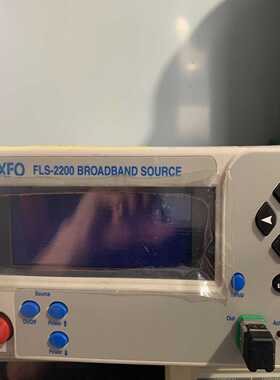 XFO FLS-2200 BROADBAND SOURCE
Source
On/Off
Power
Power
Out